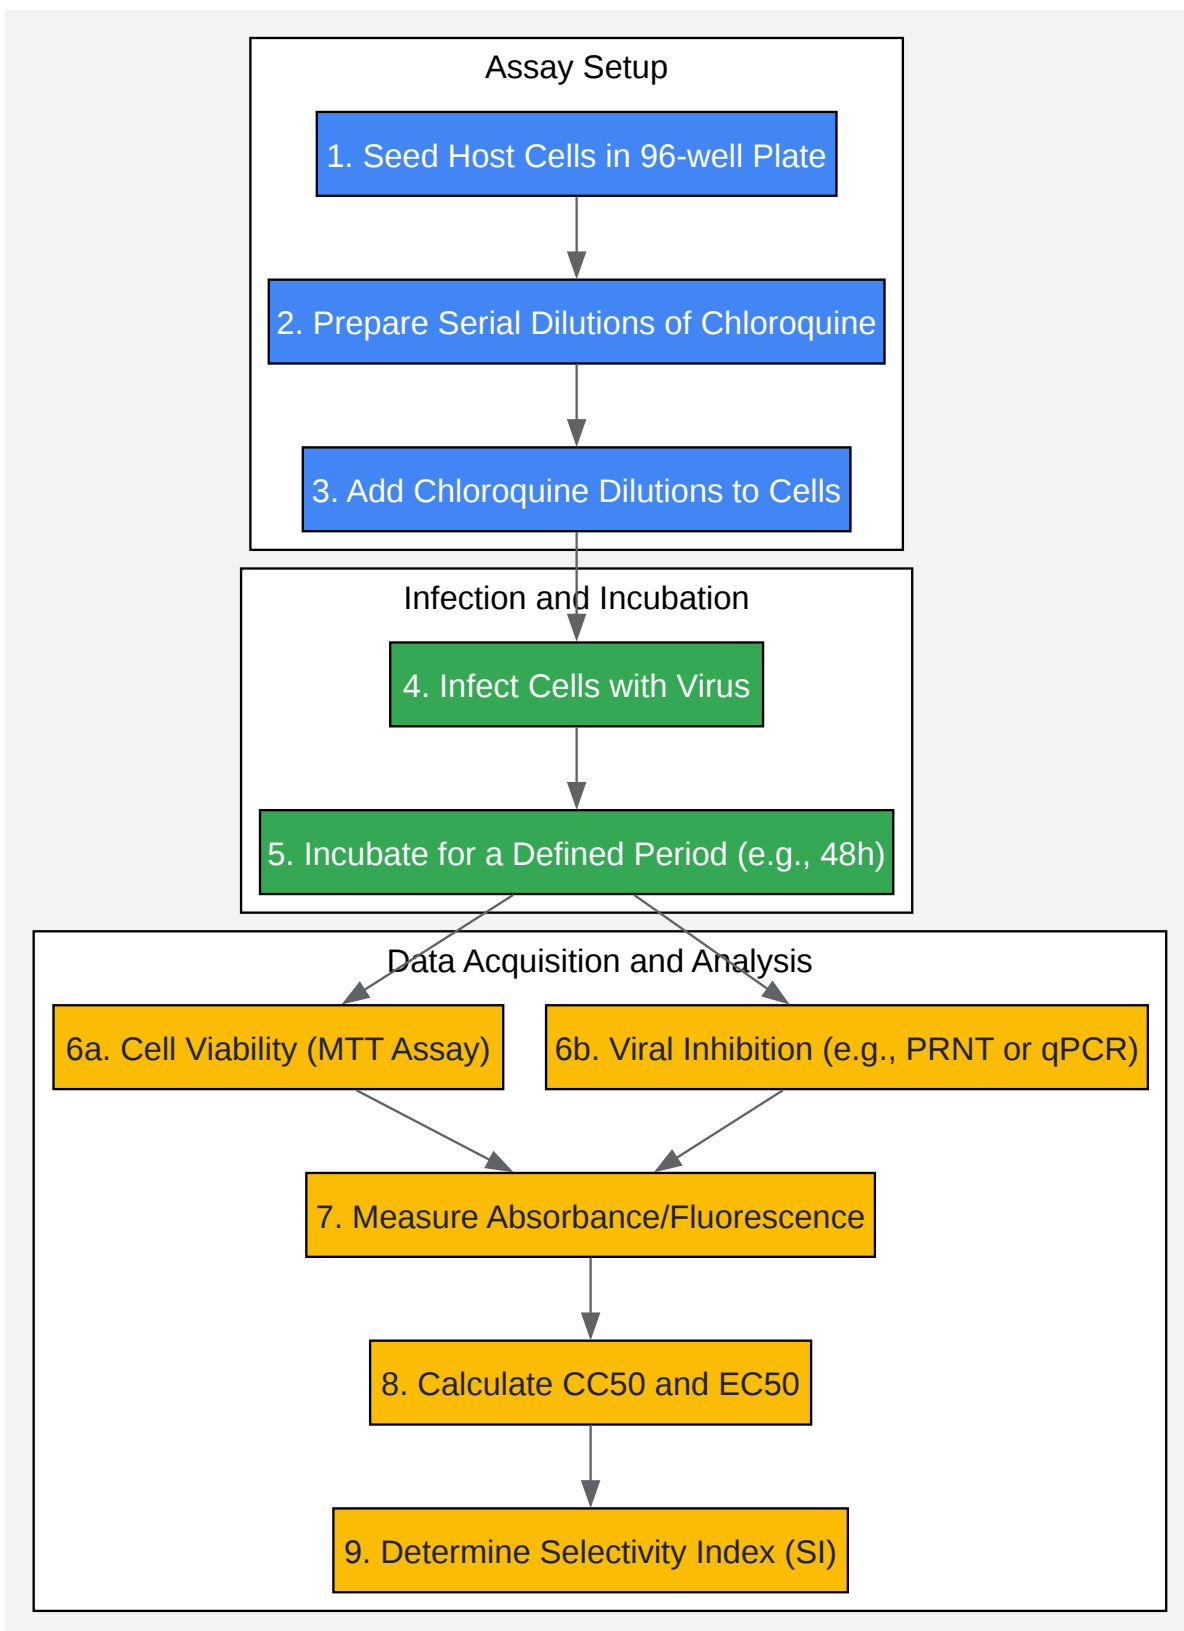 Assay Setup
1. Seed Host Cells in 96-well Plate
2. Prepare Serial Dilutions of Chloroquine
3. Add Chloroquine Dilutions to Cells
Infection and Incubation
4. Infect Cells with Virus
5. Incubate for a Defined Period (e.g., 48h)
Data Acquisition and Analysis
6a. Cell Viability (MTT Assay)
6b. Viral Inhibition (e.g., PRNT or qPCR)
7. Measure Absorbance/Fluorescence
8. Calculate CC50 and EC50
9. Determine Selectivity Index (SI)